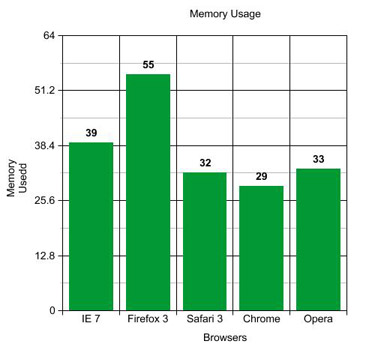 Memory Usage
64
51.2
38.4
25.6
12.8
0
Memory
Usedd
39
55
32
29
33
IE 7
Firefox 3
Safari 3
Chrome
Opera
Browsers